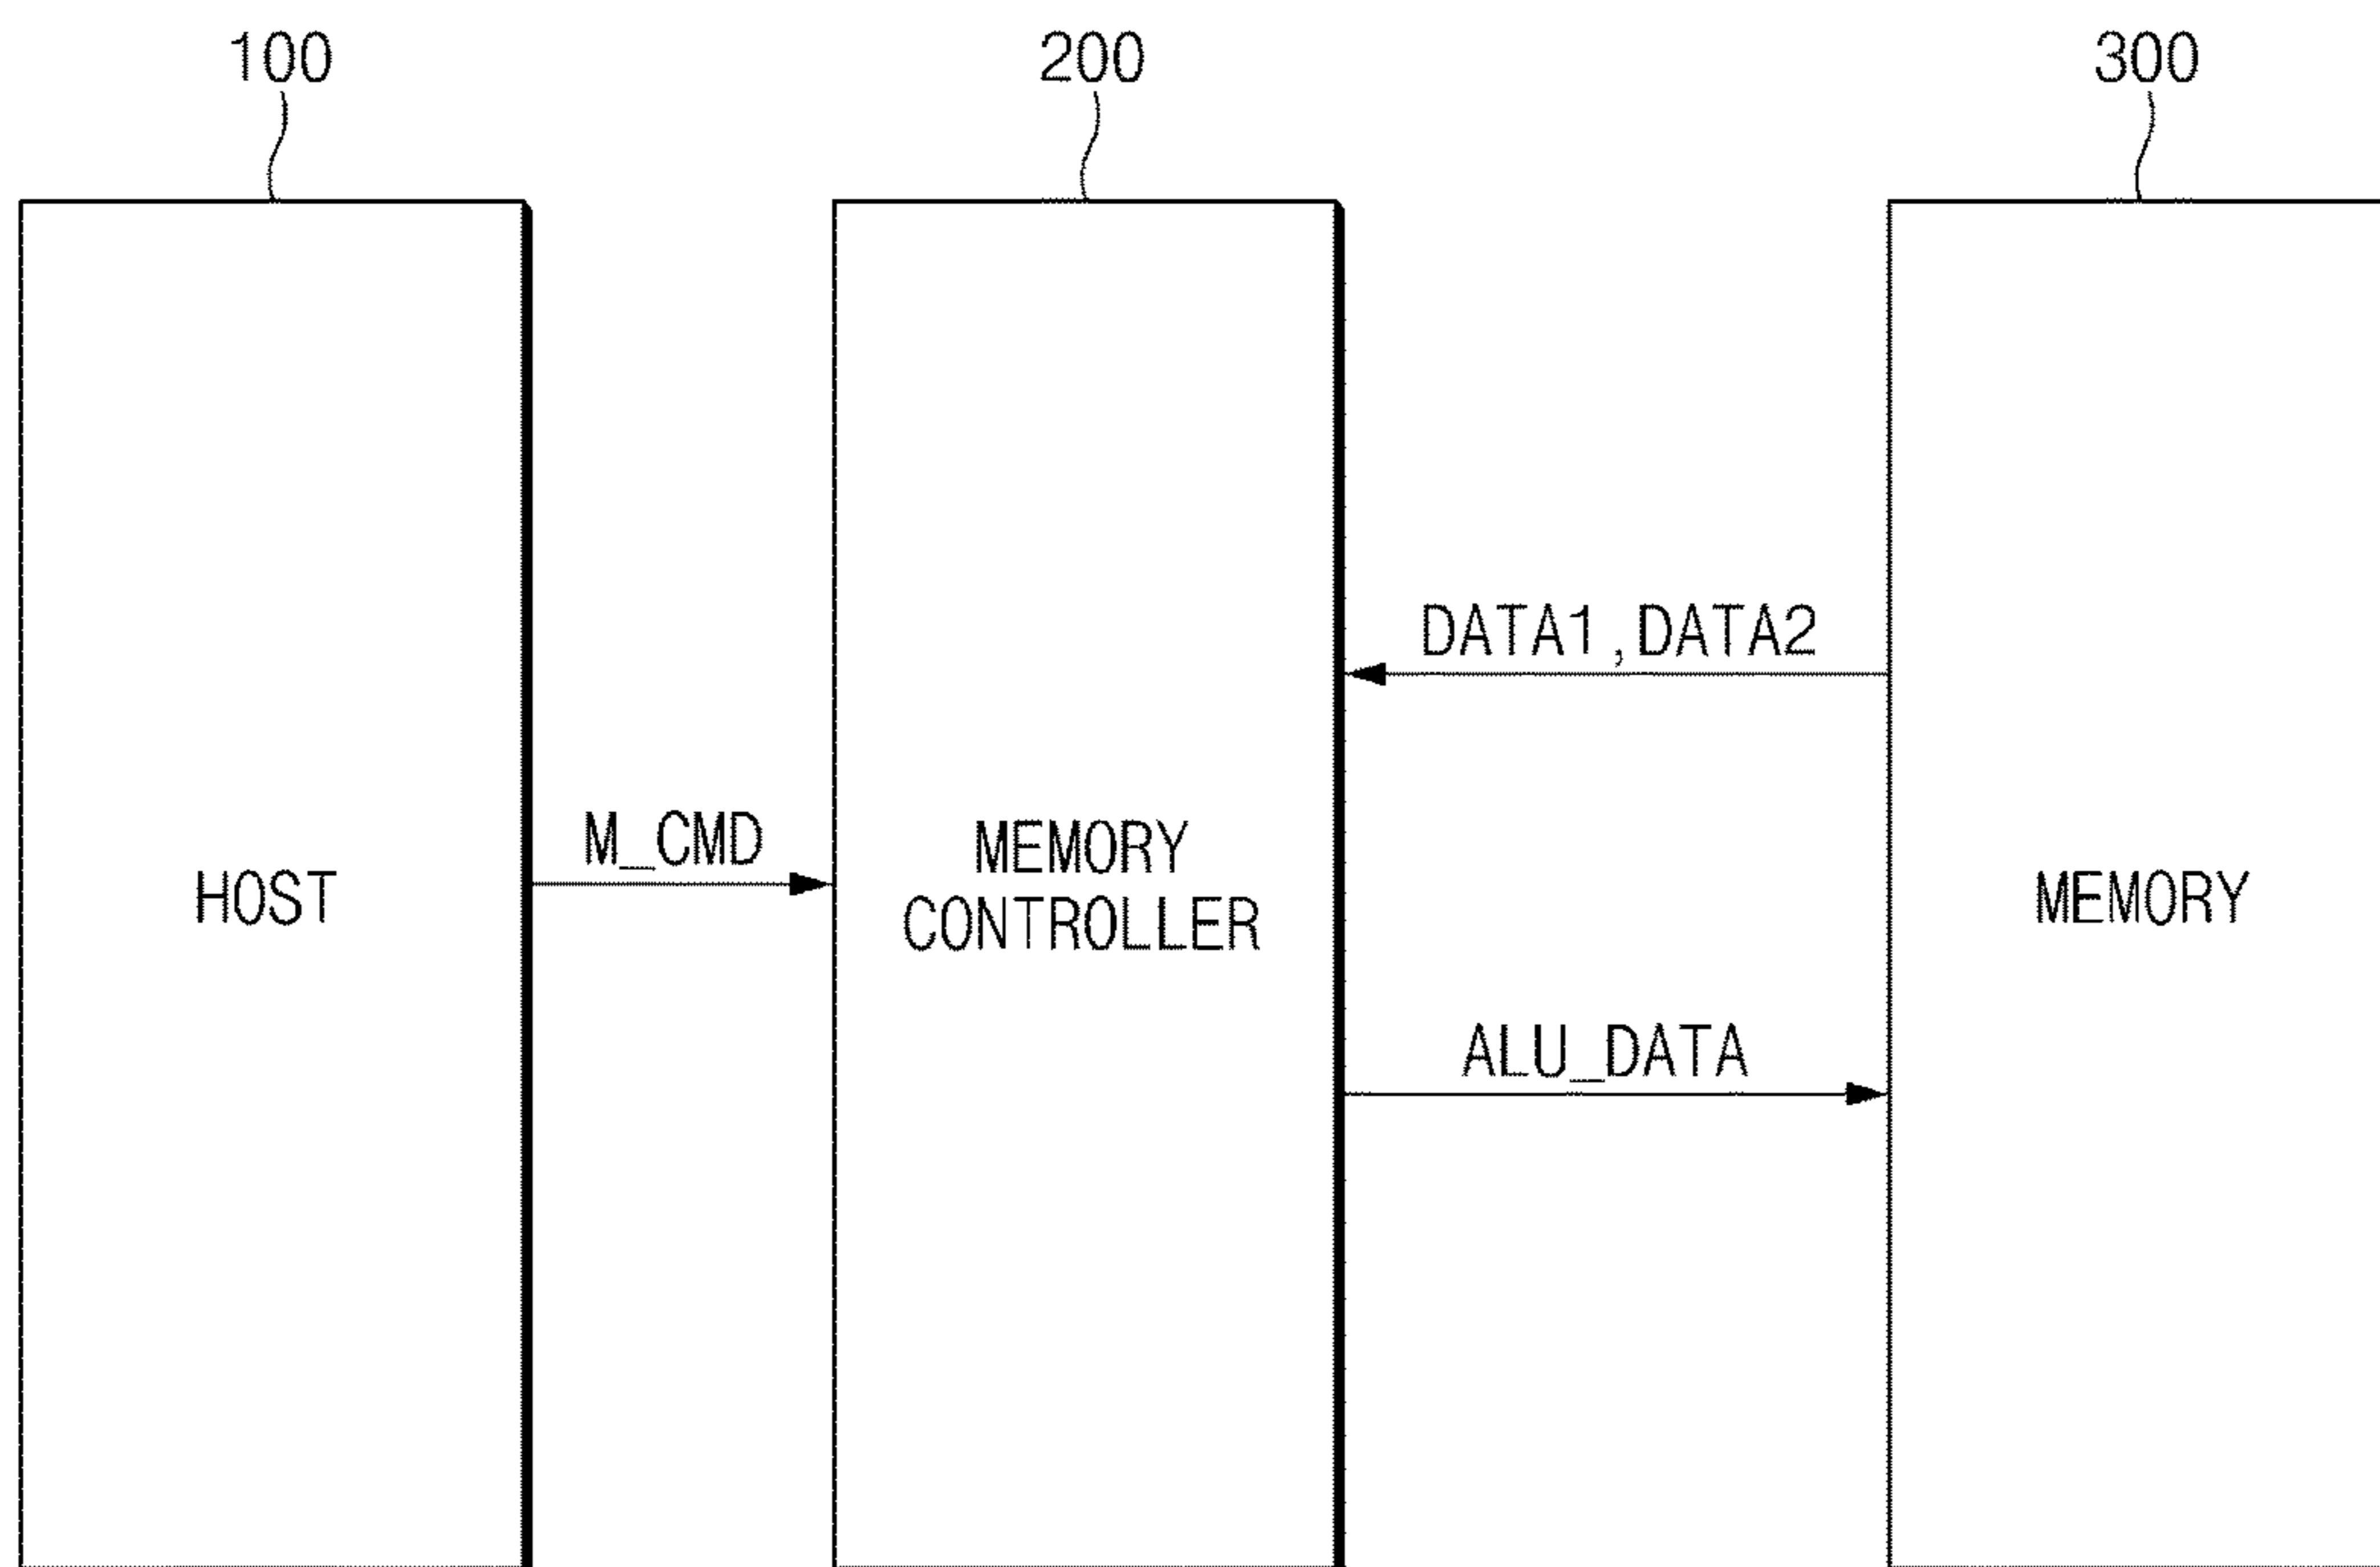 100
200
300
DATA1,DATA2
M_CMD
HOST
MEMORY
CONTROLLER
MEMORY
ALU_DATA